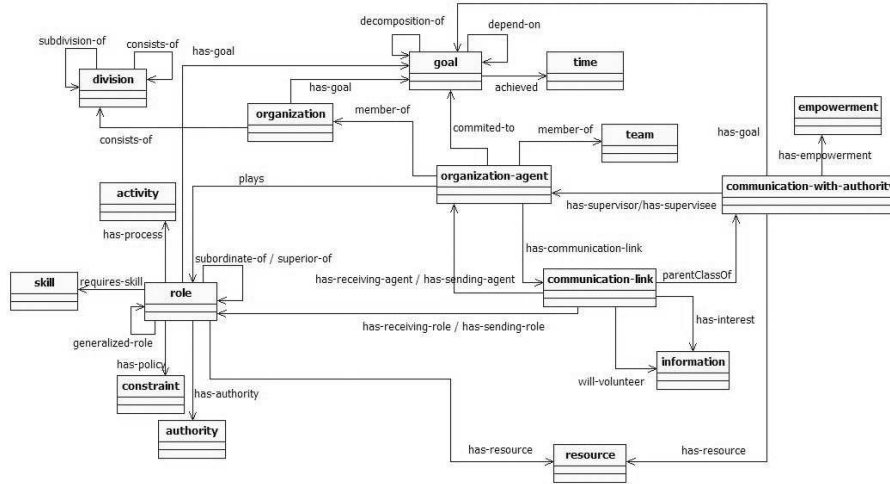 decomposition-of
depend-on
subdivision-of
consists-of
has-goal
goal
time
division
has-goal
achieved
empowerment
organization
member-of
commited-to
member-of
team
has-goal
consists-of
has-empowerment
organization-agent
communication-with-authority
plays
activity
has-supervisor/has-supervisee
has-process
has-communication-link
subordinate-of / superior-of
skill
requires-skill
role
has-receiving-agent / has-sending-agent
communication-link
parentClassOf
has-interest
generalized-role
has-receiving-role / has-sending-role
has-policy
information
constraint
has-authority
will-volunteer
authority
has-resource
resource
has-resource